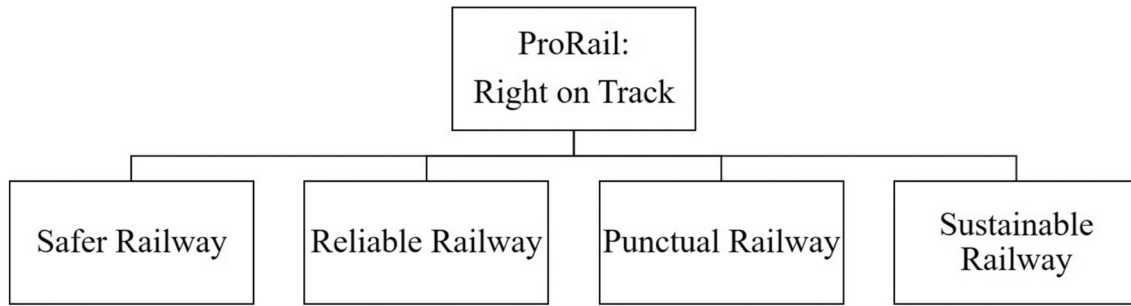 ProRail:
Right on Track
Safer Railway
Reliable Railway
Punctual Railway
Sustainable
Railway